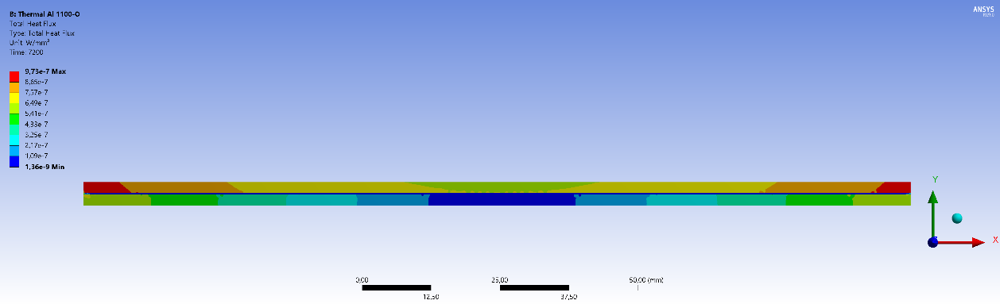 B: Thermal Al 1100-O
Total Heat Flux
Type: Total Heat Flux
Unit: W/mm²
Time: 7200
9,73e-7 Max
8,65e-7
7,57e-7
6,49e-7
5,41e-7
4,33e-7
3,25e-7
2,17e-7
1,09e-7
1,36e-9 Min
ANSYS
R19.0
Y
X
0,00
25,00
50,00 (mm)
12,50
37,50